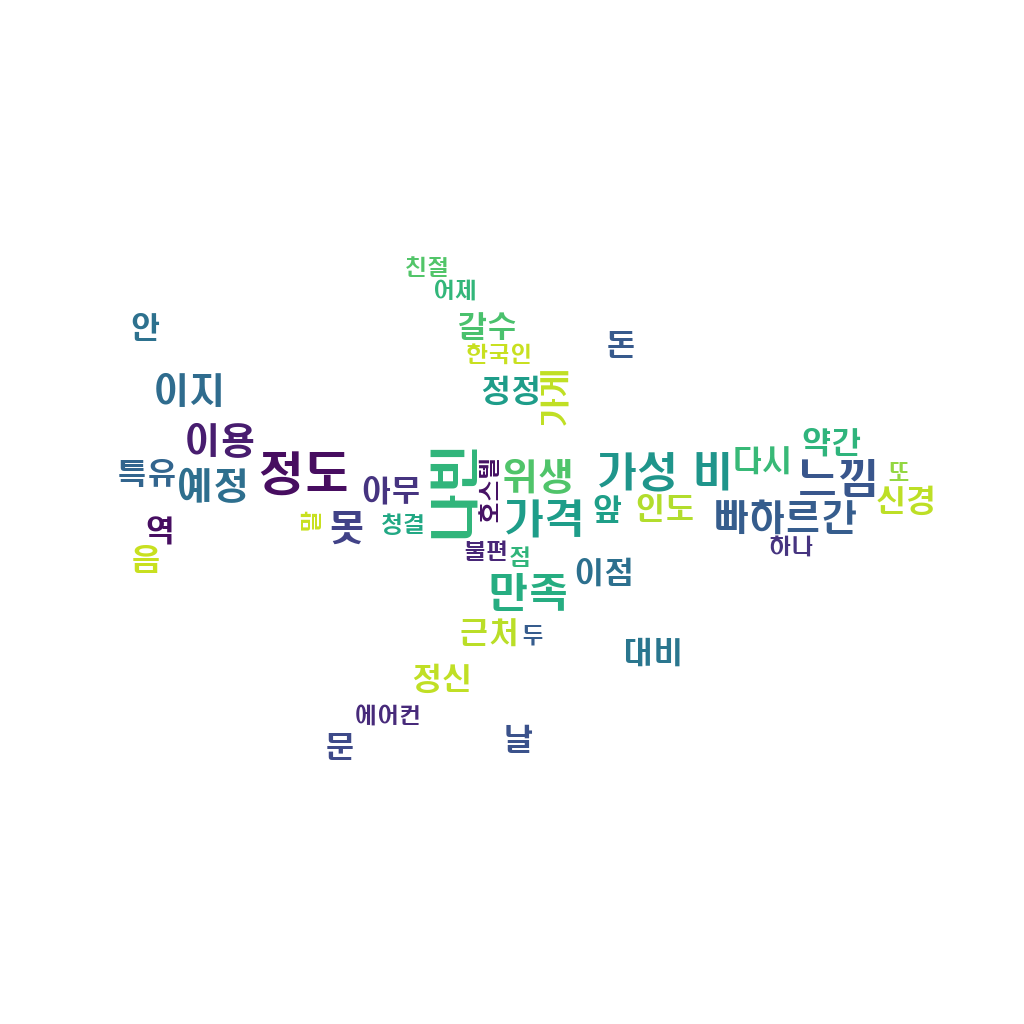 친절
어제
갈수
안
돈
한국인
이지
정정
가게
이용
약간
정도
나빈
호스텔
위생
가성 비
다시
느낌
또
특유
예정
아무
신경
가격
앞
인도
빠하르간
역
못
청결
하나
음
불편
점
이점
만족
근처
두
대비
정신
에어컨
문
날